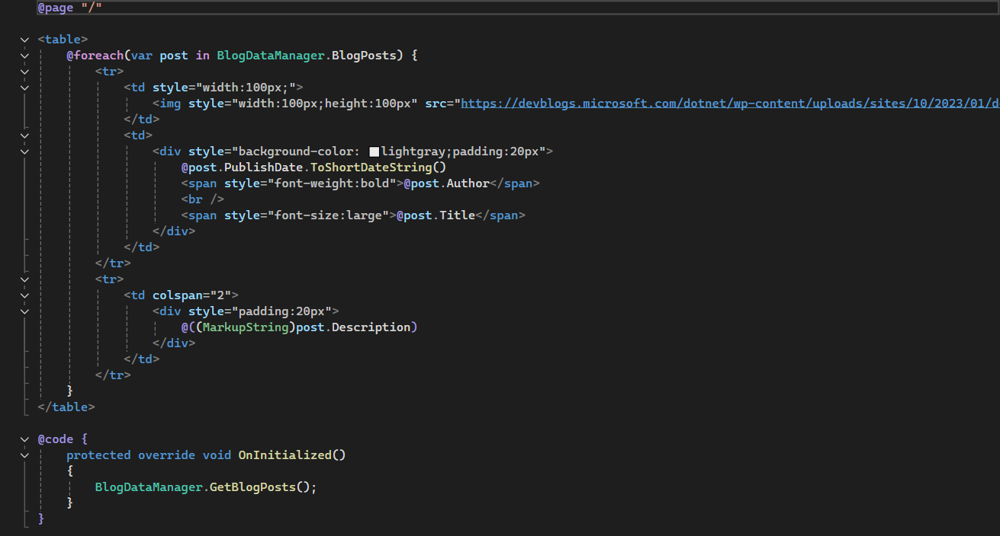 @page "/"
<table>
@foreach(var post in BlogDataManager.BlogPosts) {
<tr>
<td style="width:100px;">
<img style="width:100px;height:100px" src="https://devblogs.microsoft.com/dotnet/wp-content/uploads/sites/10/2023/01/d
</td>
<td>
<div style="background-color: lightgray;padding:20px">
@post.PublishDate.ToShortDateString()
<span style="font-weight:bold">@post.Author</span>
<br />
<span style="font-size:large">@post.Title</span>
</div>
</td>
</tr>
<tr>
<td colspan="2">
<div style="padding:20px">
@((MarkupString)post.Description)
</div>
</td>
</tr>
}
</table>
@code {
protected override void OnInitialized()
{
BlogDataManager.GetBlogPosts();
}
}